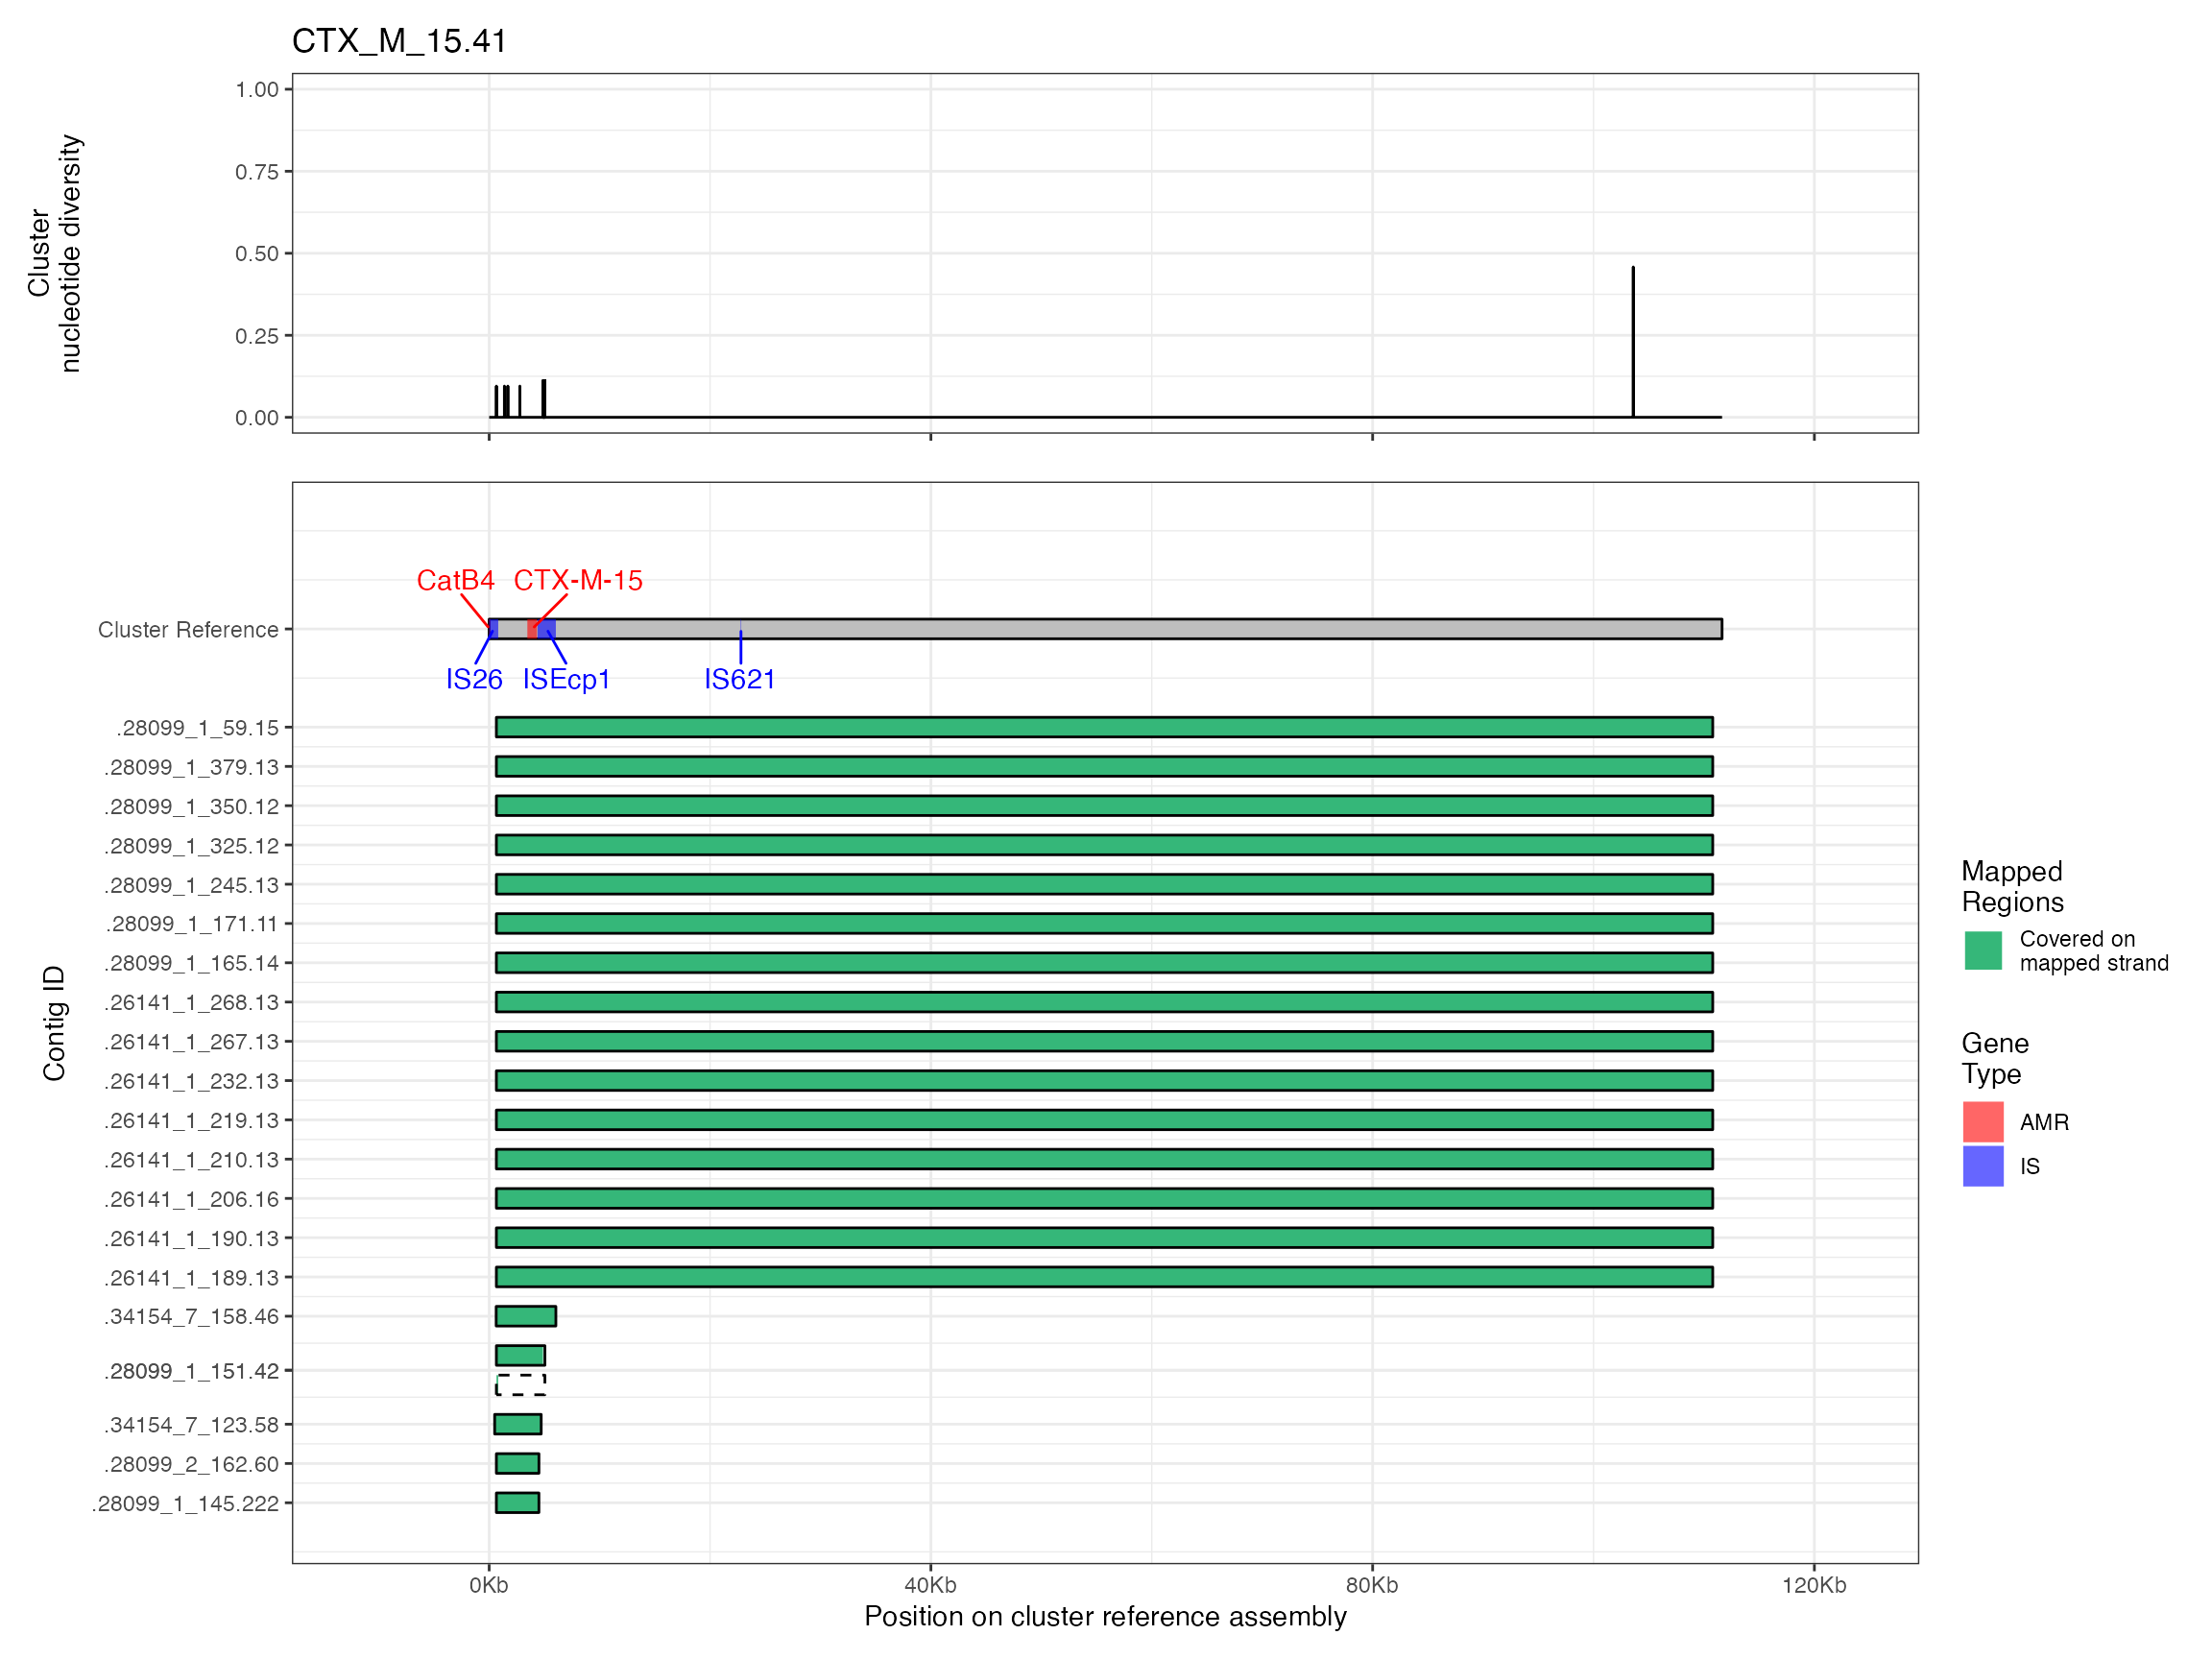 CTX_M_15.41
Cluster
nucleotide diversity
1.00
0.75
0.50
0.25
0.00
CatB4 CTX-M-15
Cluster Reference
IS26 ISEcp1 IS621
Contig ID
.28099_1_59.15
.28099_1_379.13
.28099_1_350.12
.28099_1_325.12
.28099_1_245.13
.28099_1_171.11
.28099_1_165.14
.26141_1_268.13
.26141_1_267.13
.26141_1_232.13
.26141_1_219.13
.26141_1_210.13
.26141_1_206.16
.26141_1_190.13
.26141_1_189.13
.34154_7_158.46
.28099_1_151.42
.34154_7_123.58
.28099_2_162.60
.28099_1_145.222
0Kb 40Kb 80Kb 120Kb
Position on cluster reference assembly
Mapped
Regions
Covered on
mapped strand
Gene
Type
AMR
IS